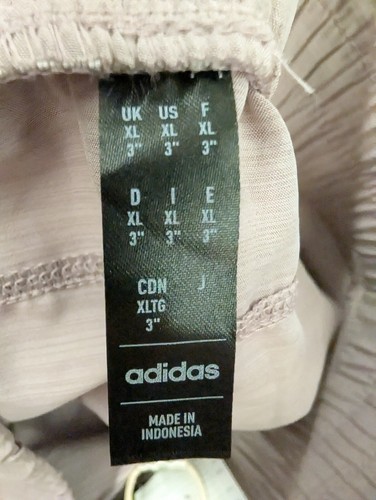 UK US F
XL XL XL
3" 3" 3"
D I E
XL XL XL
3" 3" 3"
CDN J
XLTG
3"
adidas
MADE IN
INDONESIA